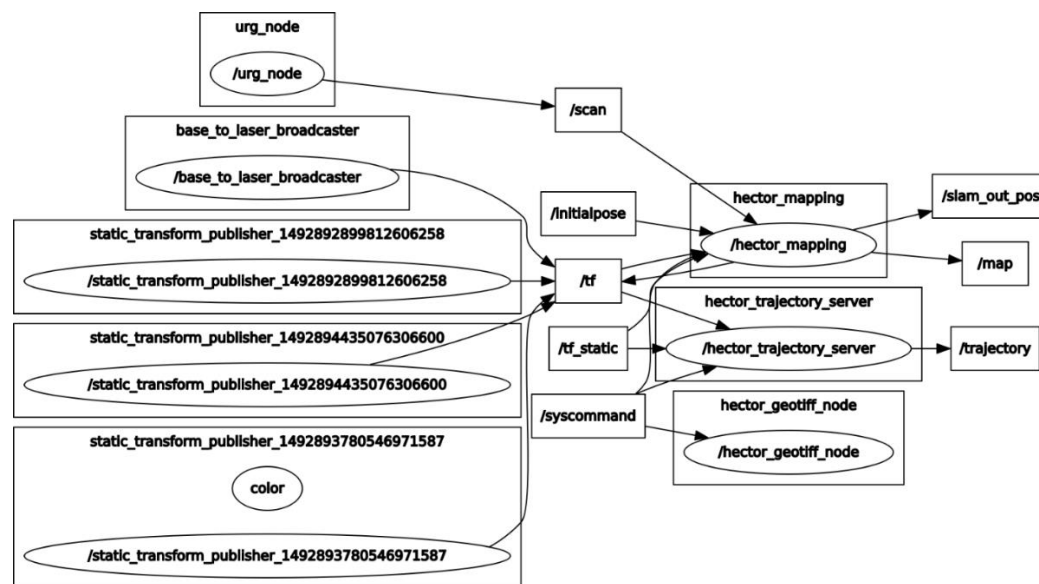 urg_node
/urg_node
base_to_laser_broadcaster
/base_to_laser_broadcaster
static_transform_publisher_1492892899812606258
/static_transform_publisher_1492892899812606258
static_transform_publisher_1492894435076306600
/static_transform_publisher_1492894435076306600
static_transform_publisher_1492893780546971587
color
/static_transform_publisher_1492893780546971587
/scan
/initialpose
/tf
/tf_static
/syscommand
hector_mapping
/hector_mapping
hector_trajectory_server
/hector_trajectory_server
hector_geotiff_node
/hector_geotiff_node
/slam_out_pos
/map
/trajectory